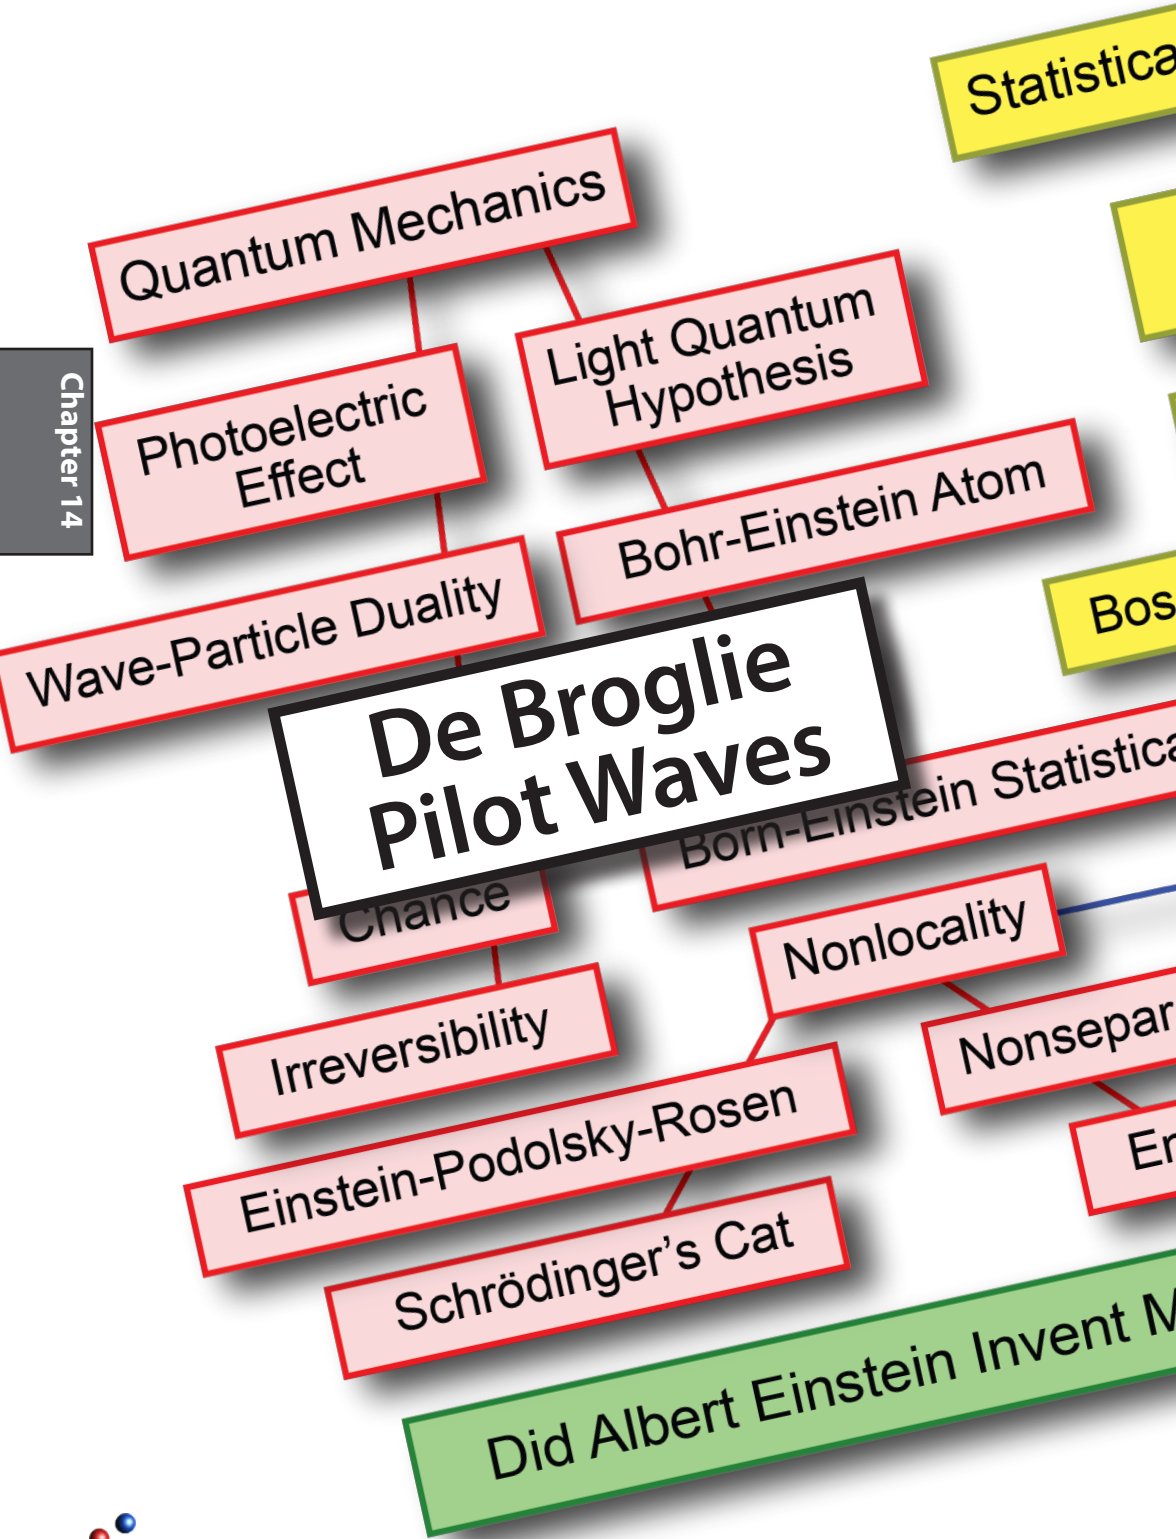 Statistica
Quantum Mechanics
Light Quantum
Hypothesis
Chapter 14
Photoelectric
Effect
Bohr-Einstein Atom
Wave-Particle Duality
Bos
De Broglie
Pilot Waves
Born-Einstein Statistica
Chance
Nonlocality
Irreversibility
Nonsepar
Einstein-Podolsky-Rosen
En
Schrödinger’s Cat
Did Albert Einstein Invent M